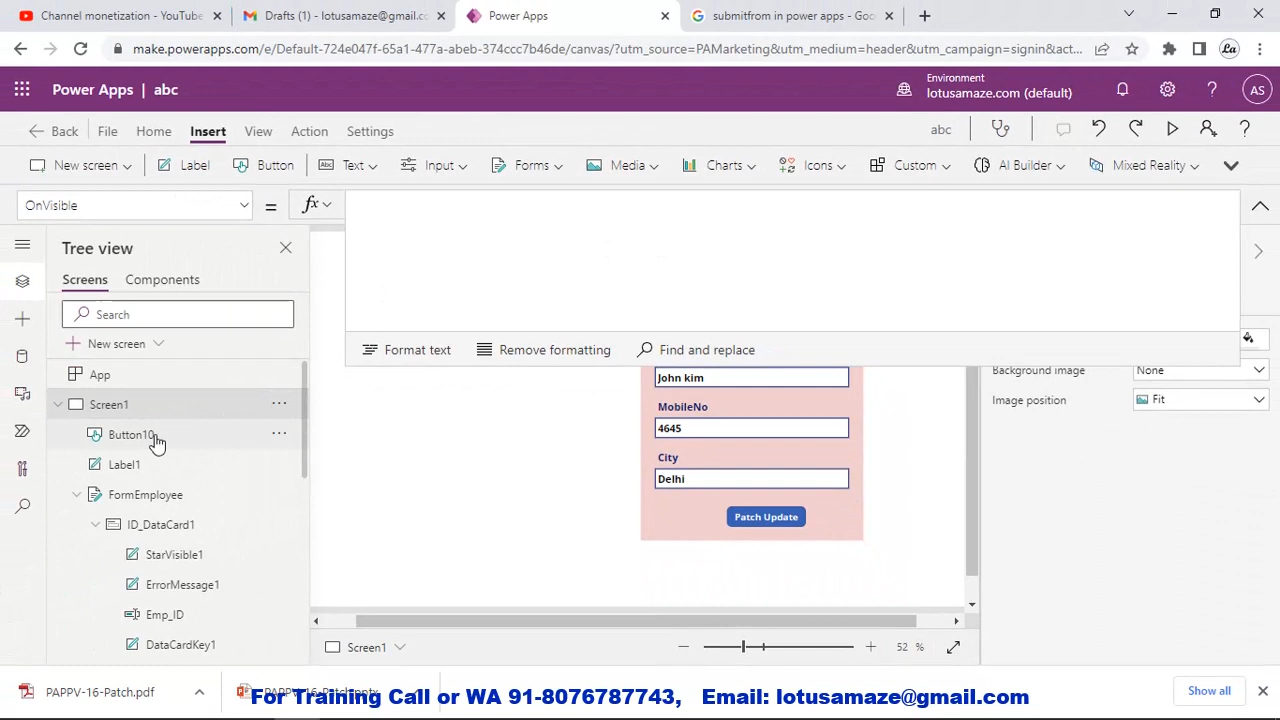 Channel monetization - YouTube
Drafts (1) - lotusamaze@gmail.co
Power Apps
submitfrom in power apps - Goo
make.powerapps.com/e/Default-724e047f-65a1-477a-abeb-374ccc7b46de/canvas/?utm_source=PAMarketing&utm_medium=header&utm_campaign=signin&act...
Power Apps | abc
Environment
lotusamaze.com (default)
AS
Back File Home Insert View Action Settings
abc
New screen Label Button Text Input Forms Media Charts Icons Custom AI Builder Mixed Reality
OnVisible = fx
Tree view
Screens Components
Search
New screen
App
Screen1
Button10
Label1
FormEmployee
ID_DataCard1
StarVisible1
ErrorMessage1
Emp_ID
DataCardKey1
Format text Remove formatting Find and replace
John kim
MobileNo
4645
City
Delhi
Patch Update
Background image None
Image position Fit
Screen1
52 %
PAPPV-16-Patch.pdf
Show all
For Training Call or WA 91-8076787743, Email: lotusamaze@gmail.com